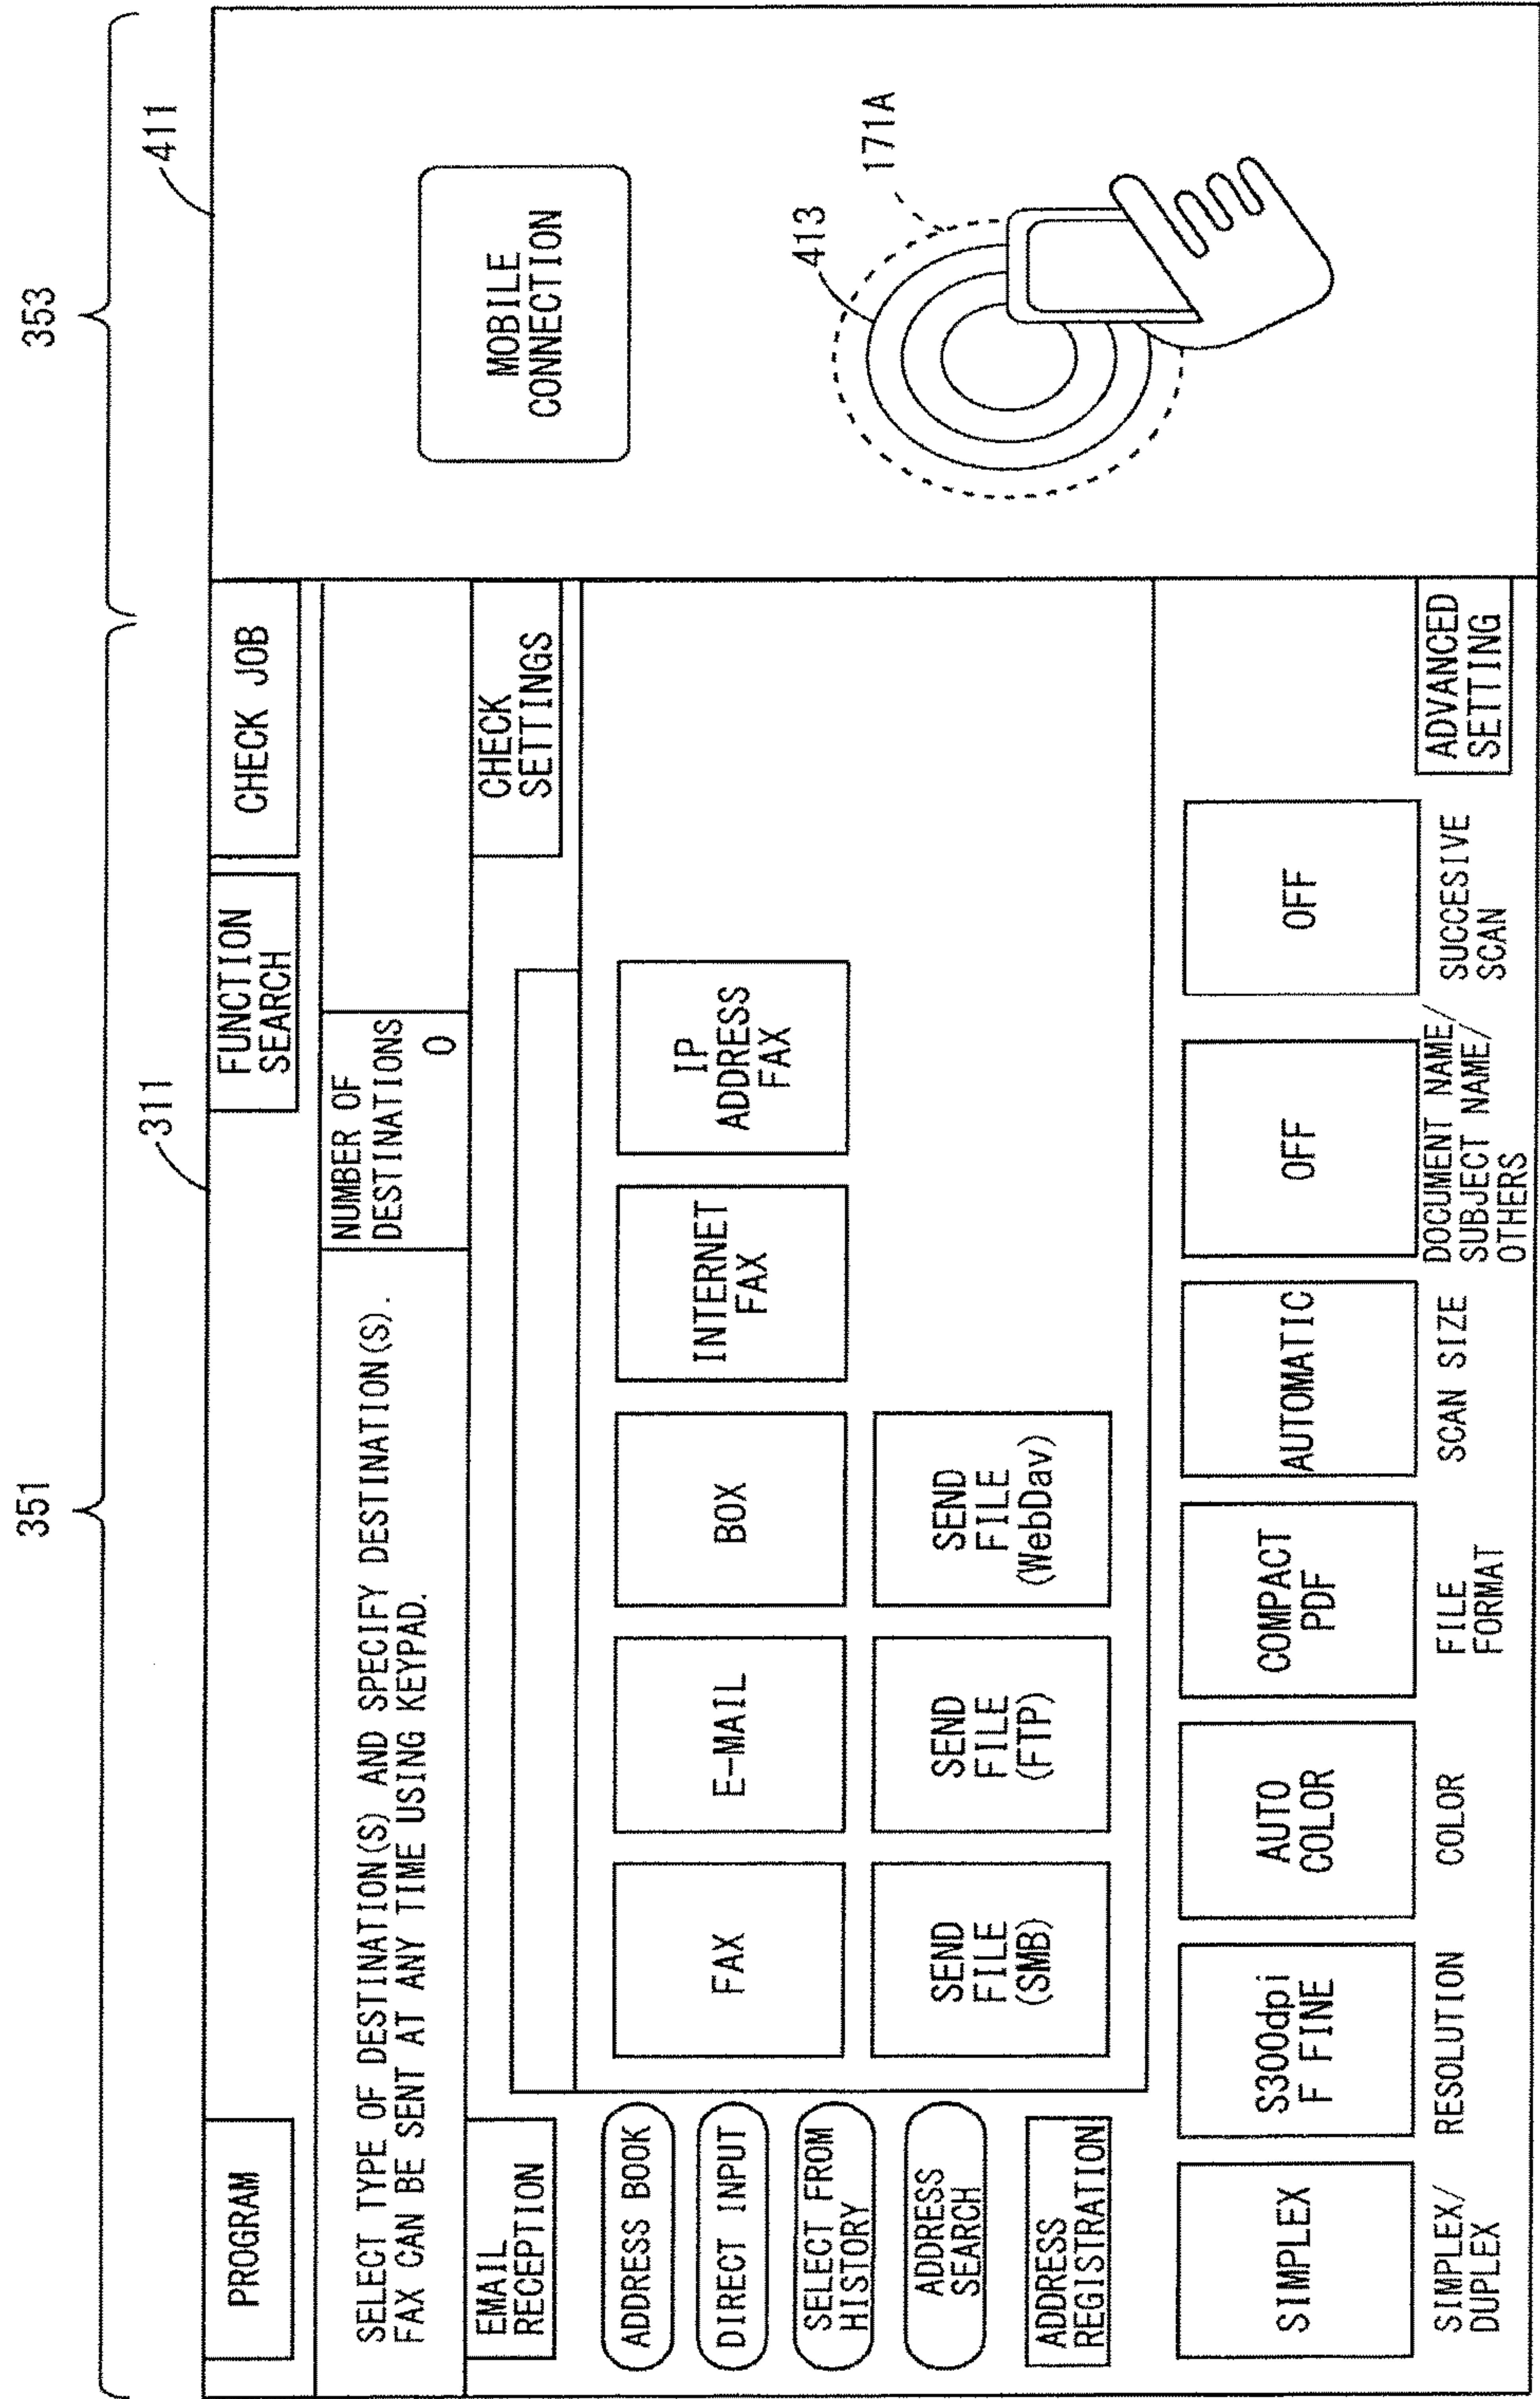 351
353
311
411
PROGRAM
FUNCTION
SEARCH
CHECK JOB
SELECT TYPE OF DESTINATION(S) AND SPECIFY DESTINATION(S).
FAX CAN BE SENT AT ANY TIME USING KEYPAD.
NUMBER OF
DESTINATIONS
0
EMAIL
RECEPTION
CHECK
SETTINGS
ADDRESS BOOK
DIRECT INPUT
SELECT FROM
HISTORY
ADDRESS
SEARCH
ADDRESS
REGISTRATION
FAX
E-MAIL
BOX
INTERNET
FAX
IP
ADDRESS
FAX
SEND
FILE
(SMB)
SEND
FILE
(FTP)
SEND
FILE
(WebDav)
SIMPLEX
S300dpi
F FINE
AUTO
COLOR
COMPACT
PDF
AUTOMATIC
OFF
OFF
SIMPLEX/
DUPLEX
RESOLUTION
COLOR
FILE
FORMAT
SCAN SIZE
DOCUMENT NAME/
SUBJECT NAME/
OTHERS
SUCCESIVE
SCAN
ADVANCED
SETTING
MOBILE
CONNECTION
413
171A